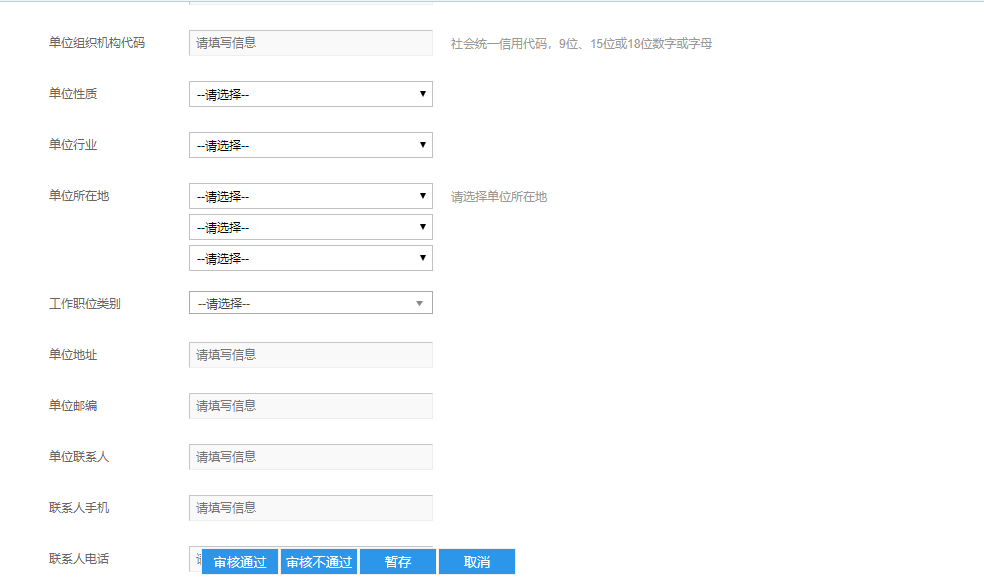 单位组织机构代码 请填写信息 社会统一信用代码，9位、15位或18位数字或字母
单位性质 --请选择--
单位行业 --请选择--
单位所在地 --请选择-- 请选择单位所在地
--请选择--
--请选择--
工作职位类别 --请选择--
单位地址 请填写信息
单位邮编 请填写信息
单位联系人 请填写信息
联系人手机 请填写信息
联系人电话
审核通过 审核不通过 暂存 取消